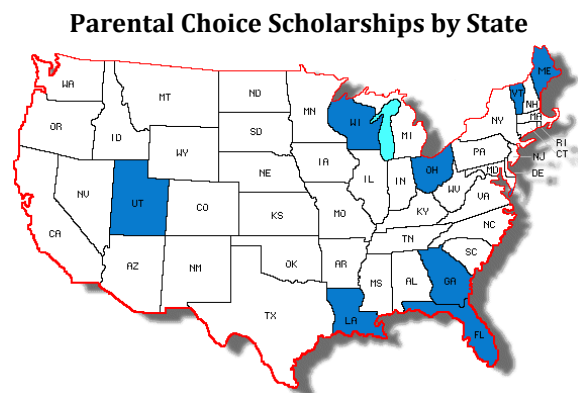 Parental Choice Scholarships by State
WA
MT
ND
MN
ME
VT
NH
OR
ID
SD
WI
MI
NY
MA
WY
RI
CT
IA
PA
NJ
NE
OH
MD
DE
NV
UT
IL
IN
WV
VA
CO
KS
MO
KY
CA
NC
TN
AZ
NM
OK
AR
SC
MS
AL
GA
TX
LA
FL